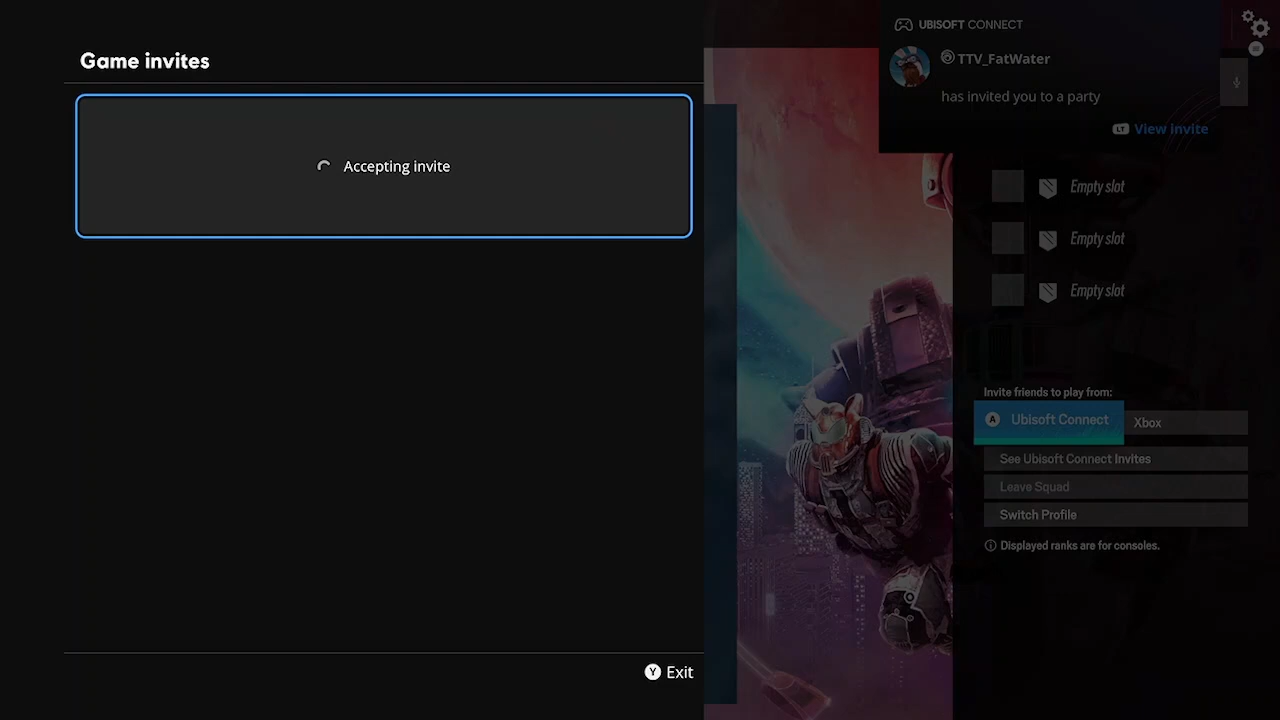 Game invites
Accepting invite
Y Exit
UBISOFT CONNECT
TTV_FatWater
has invited you to a party
LT View invite
Empty slot
Empty slot
Empty slot
Invite friends to play from:
A Ubisoft Connect
Xbox
See Ubisoft Connect Invites
Leave Squad
Switch Profile
Displayed ranks are for consoles.